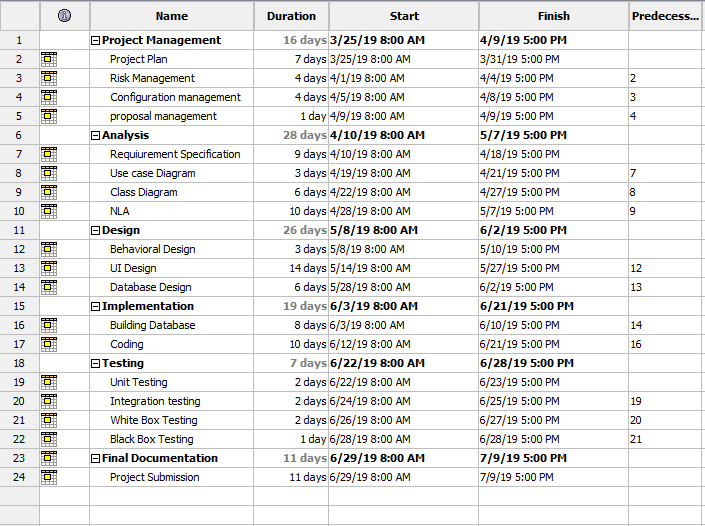 Name Duration Start Finish Predecess...
1 Project Management 16 days 3/25/19 8:00 AM 4/9/19 5:00 PM
2 Project Plan 7 days 3/25/19 8:00 AM 3/31/19 5:00 PM
3 Risk Management 4 days 4/1/19 8:00 AM 4/4/19 5:00 PM 2
4 Configuration management 4 days 4/5/19 8:00 AM 4/8/19 5:00 PM 3
5 proposal management 1 day 4/9/19 8:00 AM 4/9/19 5:00 PM 4
6 Analysis 28 days 4/10/19 8:00 AM 5/7/19 5:00 PM
7 Requiurement Specification 9 days 4/10/19 8:00 AM 4/18/19 5:00 PM
8 Use case Diagram 3 days 4/19/19 8:00 AM 4/21/19 5:00 PM 7
9 Class Diagram 6 days 4/22/19 8:00 AM 4/27/19 5:00 PM 8
10 NLA 10 days 4/28/19 8:00 AM 5/7/19 5:00 PM 9
11 Design 26 days 5/8/19 8:00 AM 6/2/19 5:00 PM
12 Behavioral Design 3 days 5/8/19 8:00 AM 5/10/19 5:00 PM
13 UI Design 14 days 5/14/19 8:00 AM 5/27/19 5:00 PM 12
14 Database Design 6 days 5/28/19 8:00 AM 6/2/19 5:00 PM 13
15 Implementation 19 days 6/3/19 8:00 AM 6/21/19 5:00 PM
16 Building Database 8 days 6/3/19 8:00 AM 6/10/19 5:00 PM 14
17 Coding 10 days 6/12/19 8:00 AM 6/21/19 5:00 PM 16
18 Testing 7 days 6/22/19 8:00 AM 6/28/19 5:00 PM
19 Unit Testing 2 days 6/22/19 8:00 AM 6/23/19 5:00 PM
20 Integration testing 2 days 6/24/19 8:00 AM 6/25/19 5:00 PM 19
21 White Box Testing 2 days 6/26/19 8:00 AM 6/27/19 5:00 PM 20
22 Black Box Testing 1 day 6/28/19 8:00 AM 6/28/19 5:00 PM 21
23 Final Documentation 11 days 6/29/19 8:00 AM 7/9/19 5:00 PM
24 Project Submission 11 days 6/29/19 8:00 AM 7/9/19 5:00 PM